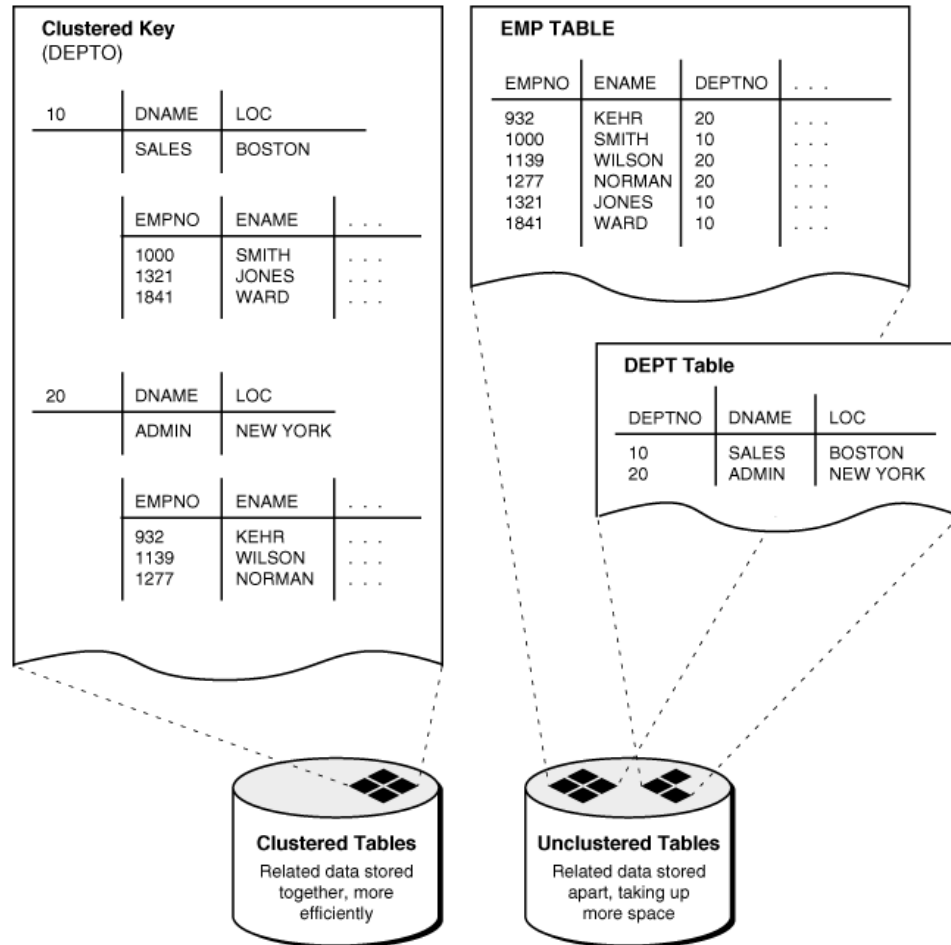 Clustered Key
(DEPTO)
10 DNAME LOC
SALES BOSTON
EMPNO ENAME . . .
1000 SMITH . . .
1321 JONES . . .
1841 WARD . . .
20 DNAME LOC
ADMIN NEW YORK
EMPNO ENAME . . .
932 KEHR . . .
1139 WILSON . . .
1277 NORMAN . . .
EMP TABLE
EMPNO ENAME DEPTNO . . .
932 KEHR 20 . . .
1000 SMITH 10 . . .
1139 WILSON 20 . . .
1277 NORMAN 20 . . .
1321 JONES 10 . . .
1841 WARD 10 . . .
DEPT Table
DEPTNO DNAME LOC
10 SALES BOSTON
20 ADMIN NEW YORK
Clustered Tables
Related data stored
together, more
efficiently
Unclustered Tables
Related data stored
apart, taking up
more space